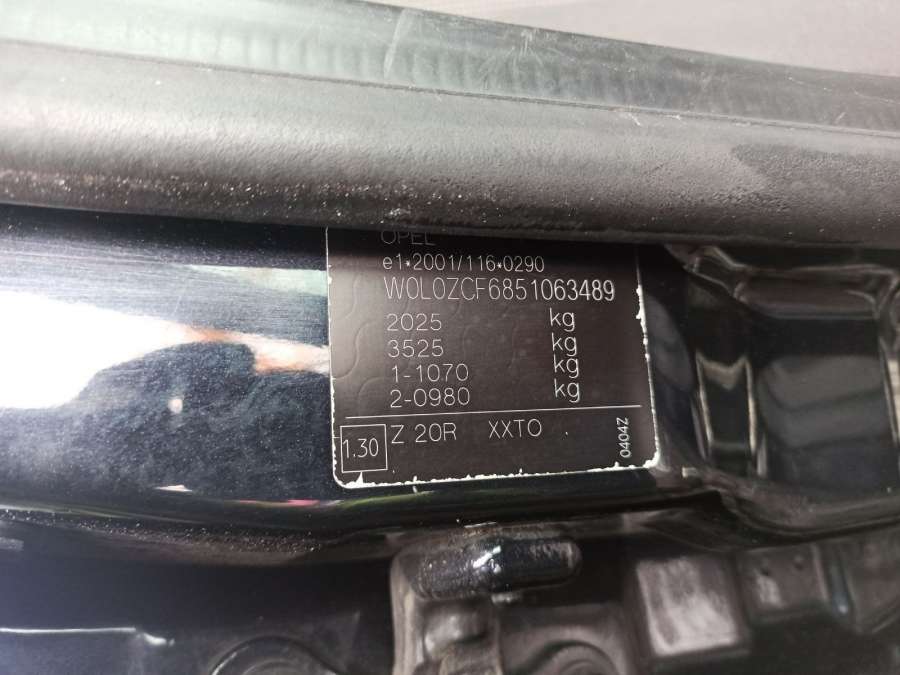 OPEL
e1*2001/116*0290
W0L0ZCF6851063489
2025 kg
3525 kg
1-1070 kg
2-0980 kg
1.30 Z 20R XXTO
0404Z